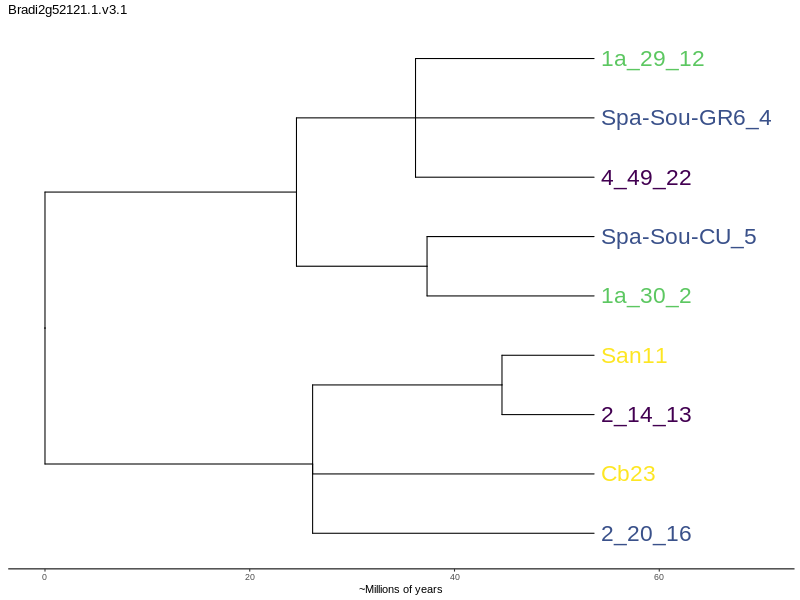 Bradi2g52121.1.v3.1
1a_29_12
Spa-Sou-GR6_4
4_49_22
Spa-Sou-CU_5
1a_30_2
San11
2_14_13
Cb23
2_20_16
0 20 40 60
~Millions of years